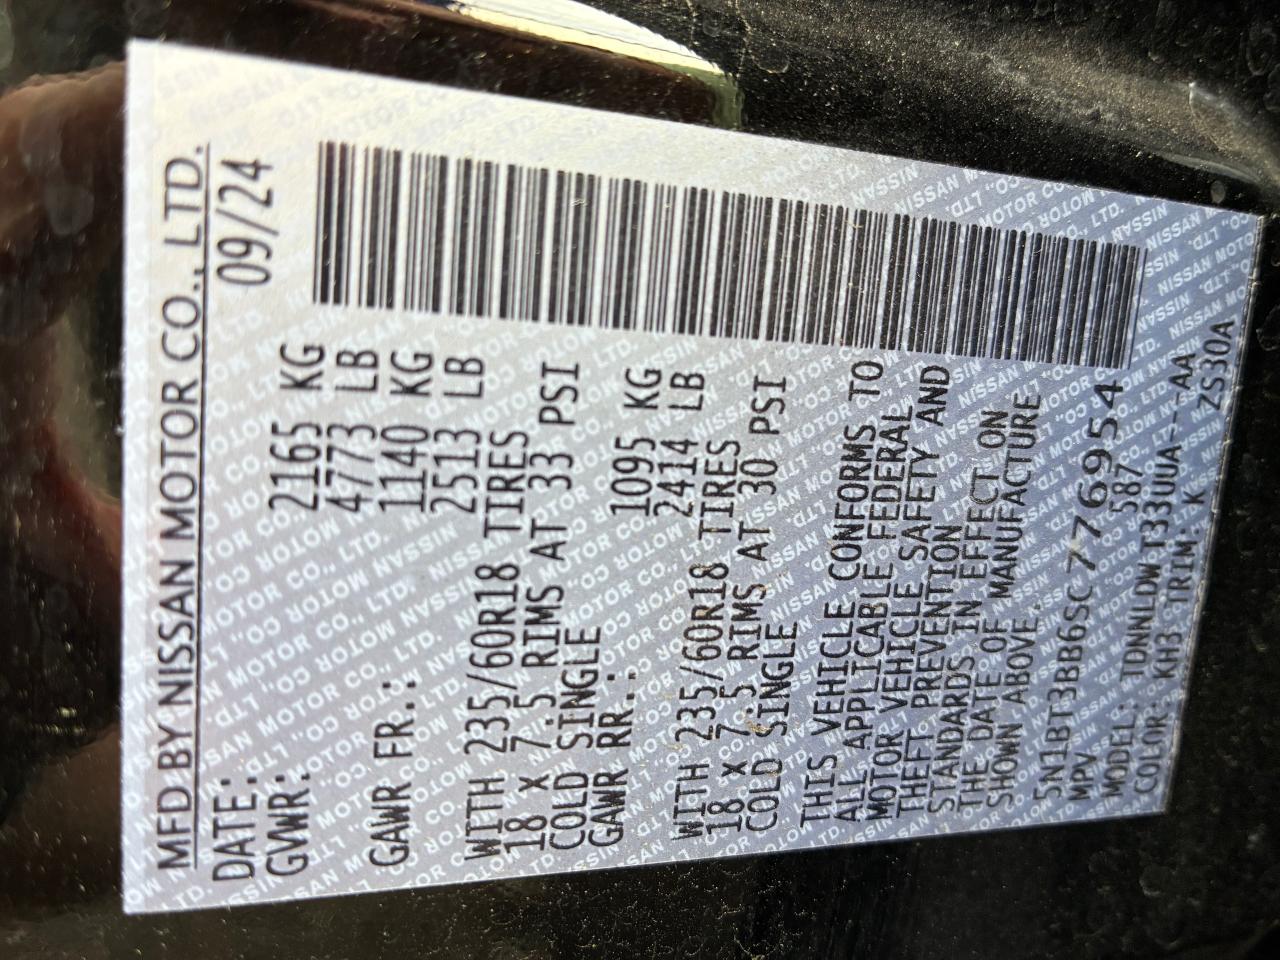 MFD BY NISSAN MOTOR CO., LTD.
DATE: 09/24
GVWR: 2165 KG
4773 LB
GAWR FR.: 1140 KG
2513 LB
WITH 235/60R18 TIRES
18 x 7.5 RIMS AT 33 PSI
COLD SINGLE
GAWR RR.: 1095 KG
2414 LB
WITH 235/60R18 TIRES
18 x 7.5 RIMS AT 30 PSI
COLD SINGLE
THIS VEHICLE CONFORMS TO
ALL APPLICABLE FEDERAL
MOTOR VEHICLE SAFETY AND
THEFT PREVENTION
STANDARDS IN EFFECT ON
THE DATE OF MANUFACTURE
SHOWN ABOVE.
5N1BT3BB6SC776954
MPV 587
MODEL: TDNNLDWT33UUA--AA
COLOR: KH3 TRIM: K ZS30A